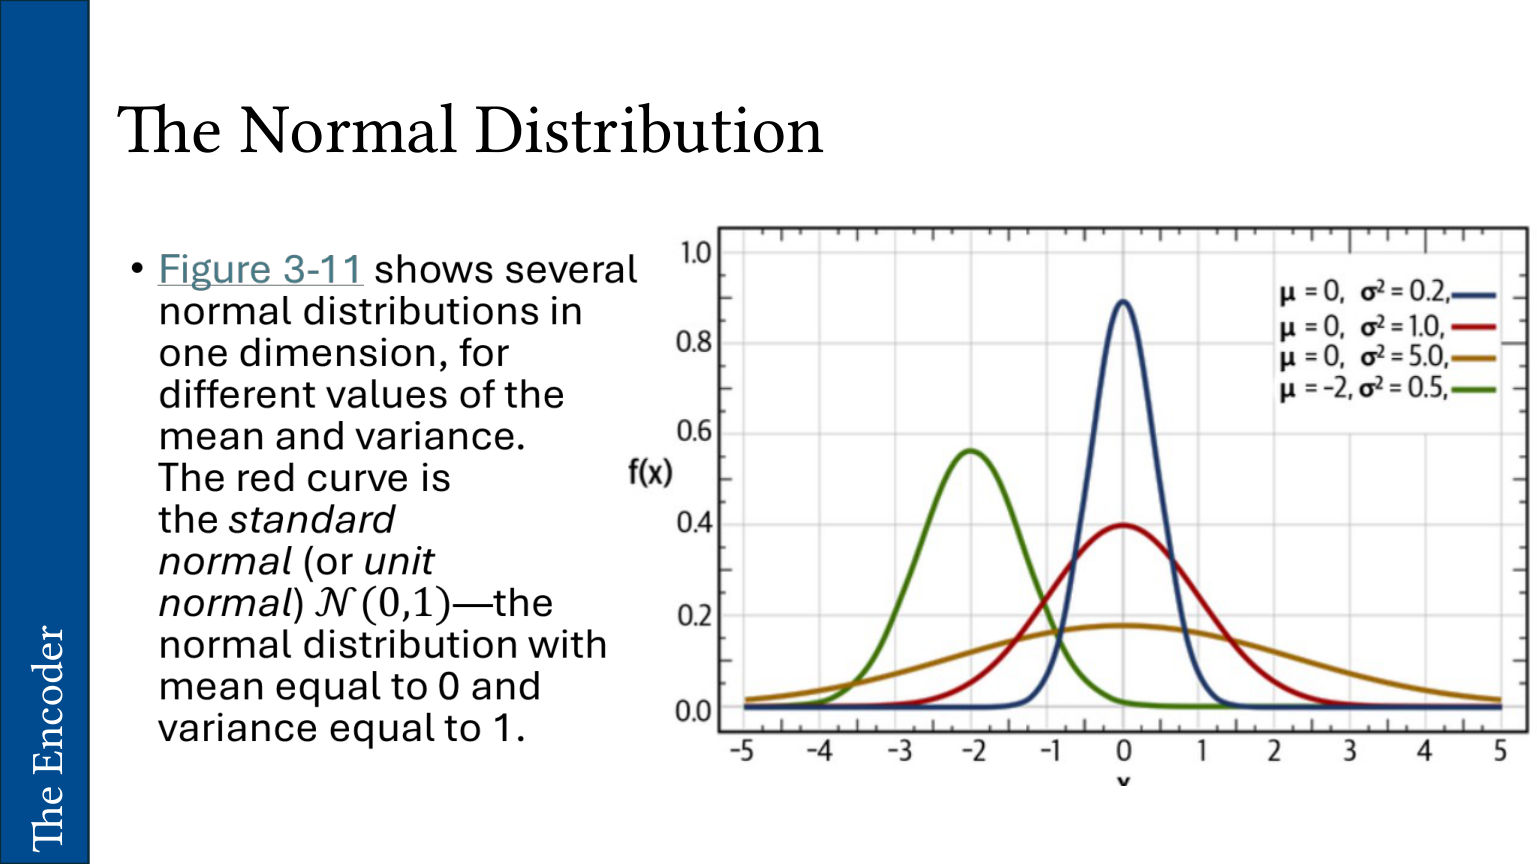 The Normal Distribution
• Figure 3-11 shows several
normal distributions in
one dimension, for
different values of the
mean and variance.
The red curve is
the standard
normal (or unit
normal) 𝒩(0,1)—the
normal distribution with
mean equal to 0 and
variance equal to 1.
The Encoder
1.0
0.8
0.6
0.4
0.2
0.0
f(x)
μ = 0, σ² = 0.2,
μ = 0, σ² = 1.0,
μ = 0, σ² = 5.0,
μ = -2, σ² = 0.5,
-5 -4 -3 -2 -1 0 1 2 3 4 5